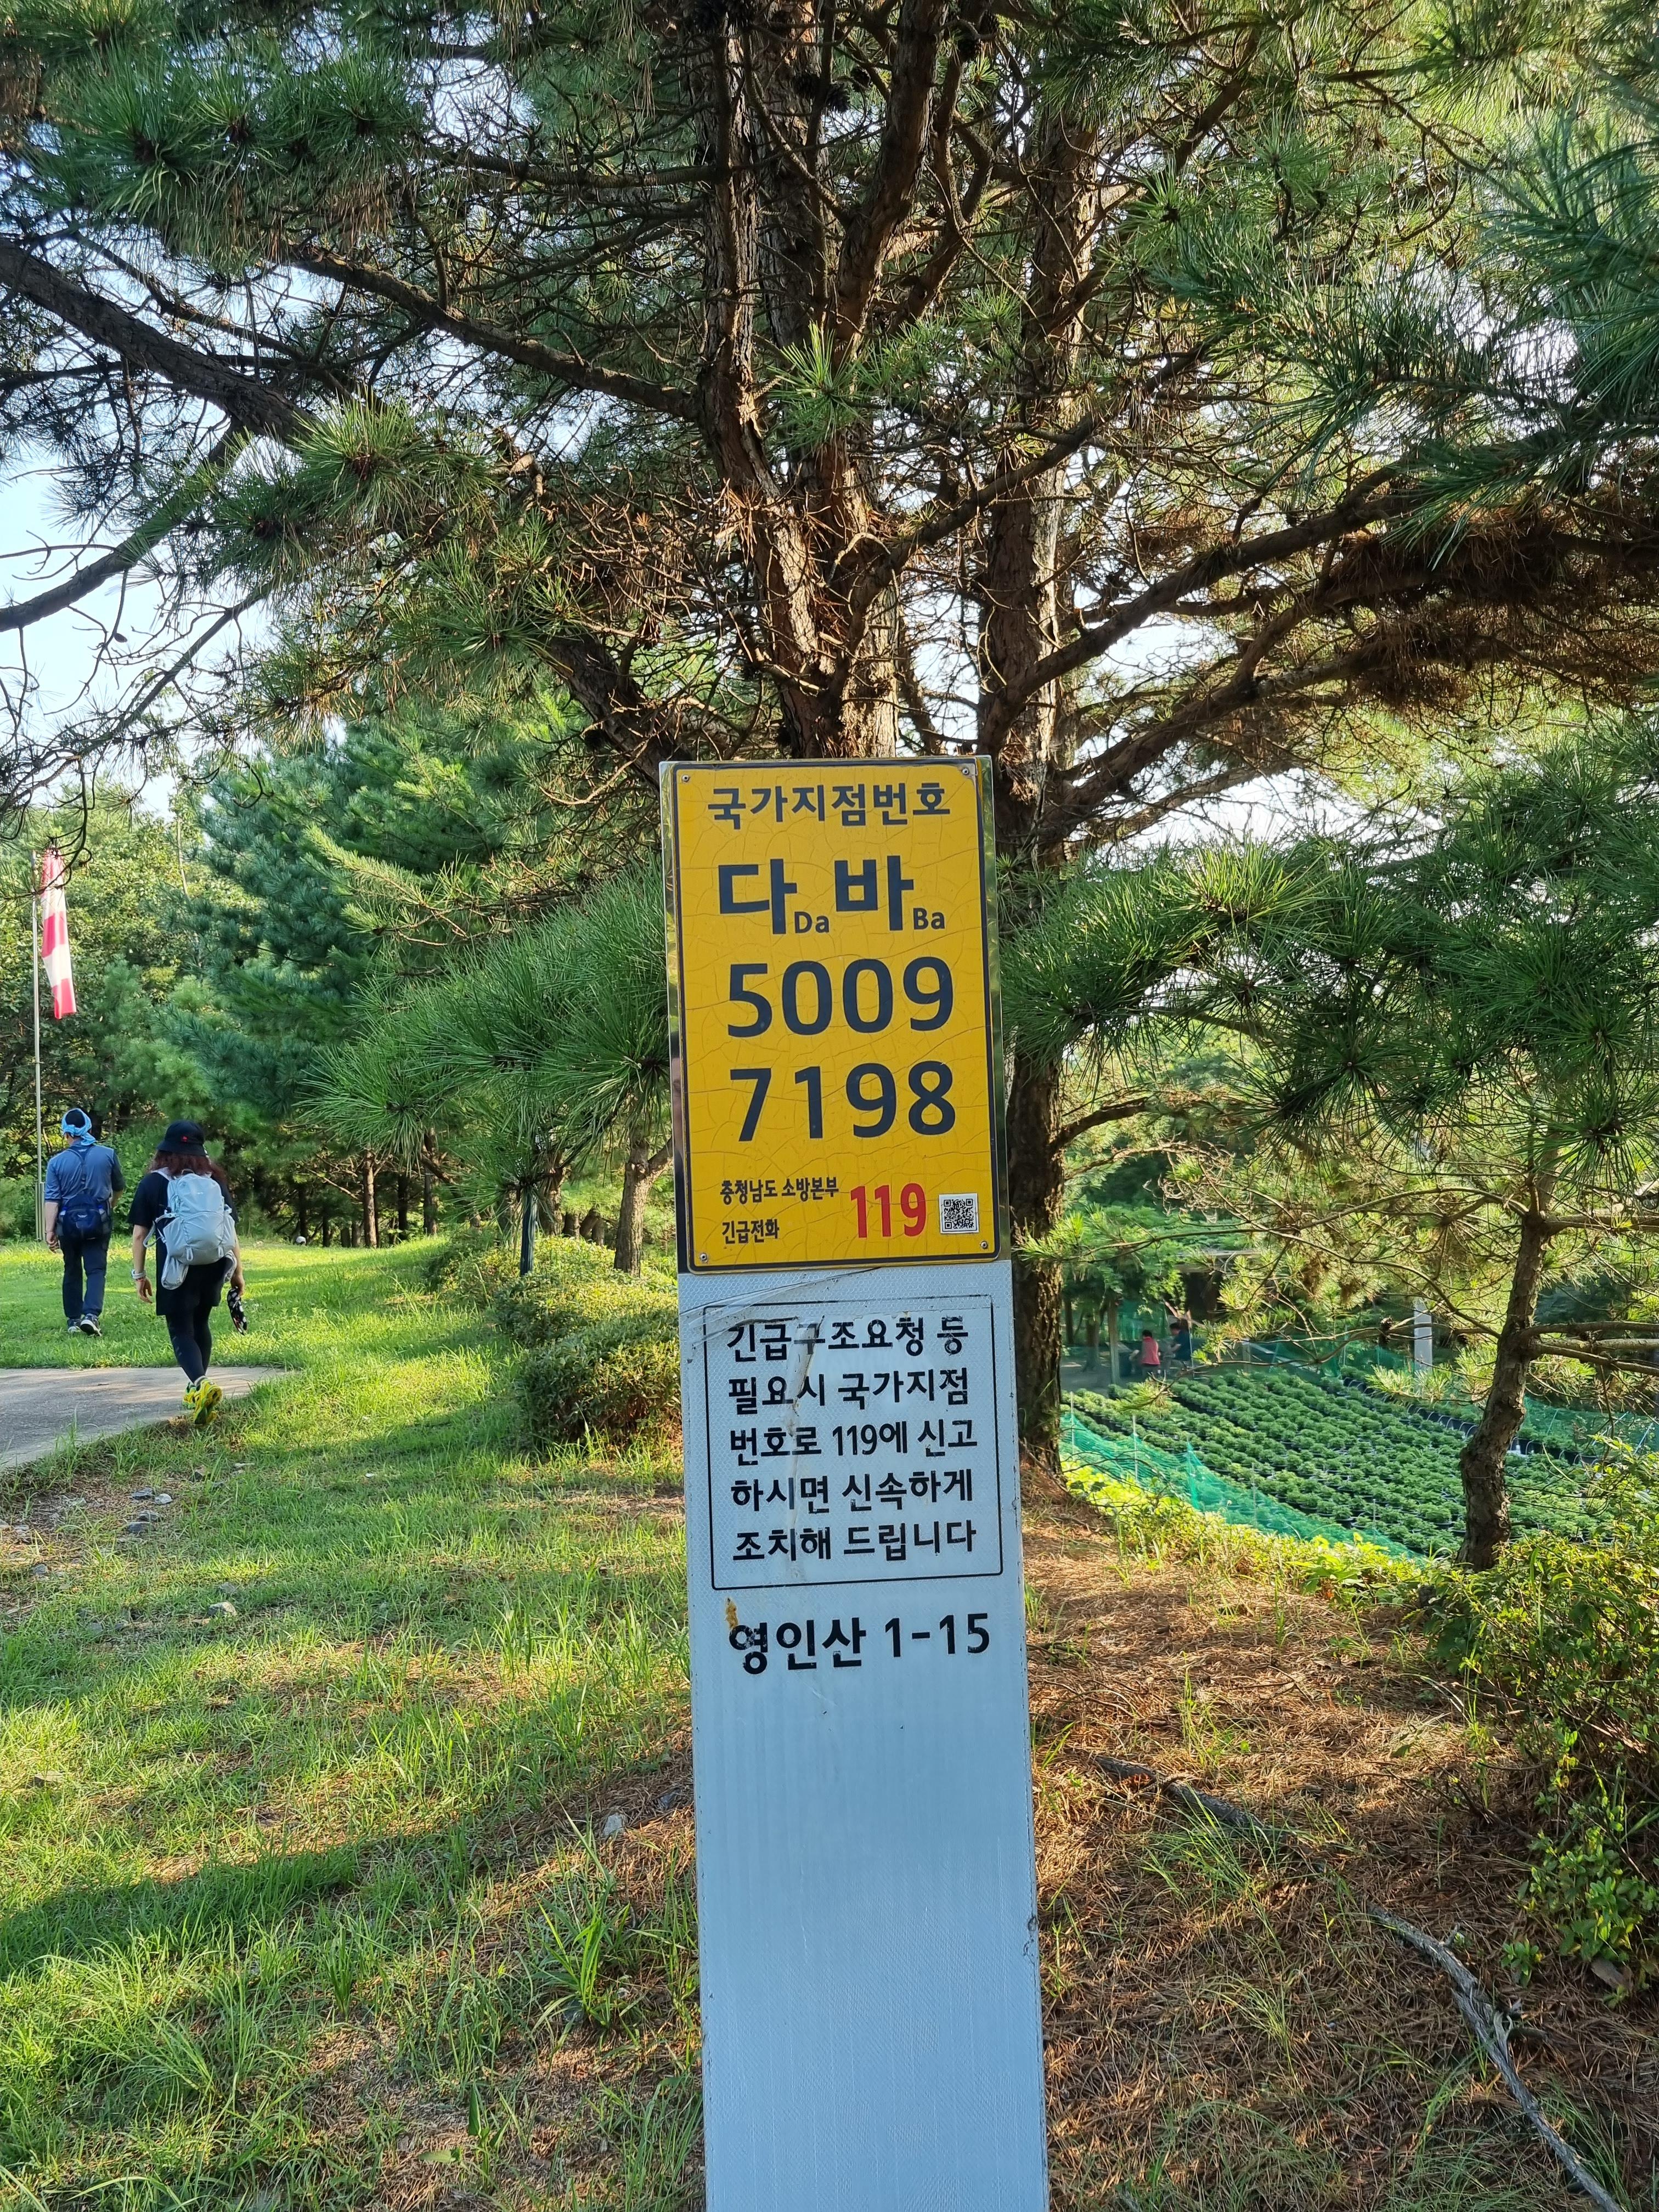 국가지점번호
다Da 바Ba
5009
7198
충청남도 소방본부
긴급전화 119
긴급구조요청 등
필요시 국가지점
번호로 119에 신고
하시면 신속하게
조치해 드립니다
영인산 1-15